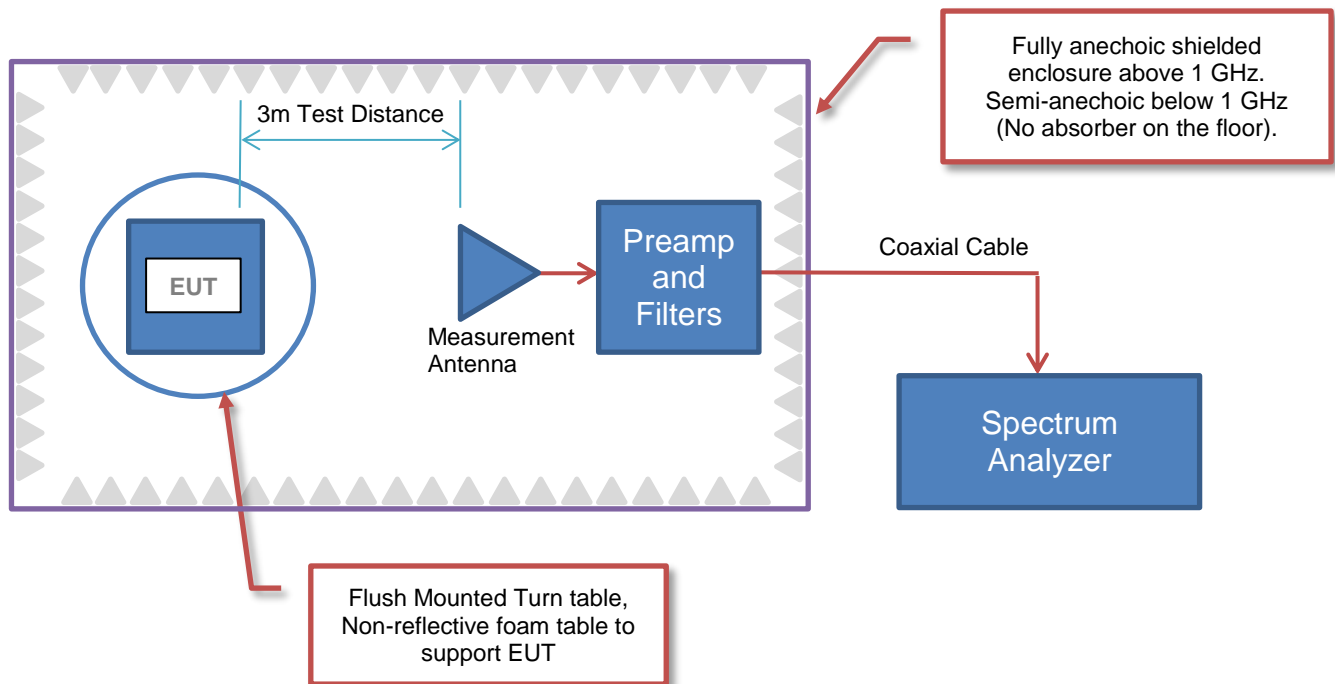 Fully anechoic shielded
enclosure above 1 GHz.
Semi-anechoic below 1 GHz
(No absorber on the floor).
3m Test Distance
EUT
Measurement
Antenna
Preamp
and
Filters
Coaxial Cable
Spectrum
Analyzer
Flush Mounted Turn table,
Non-reflective foam table to
support EUT